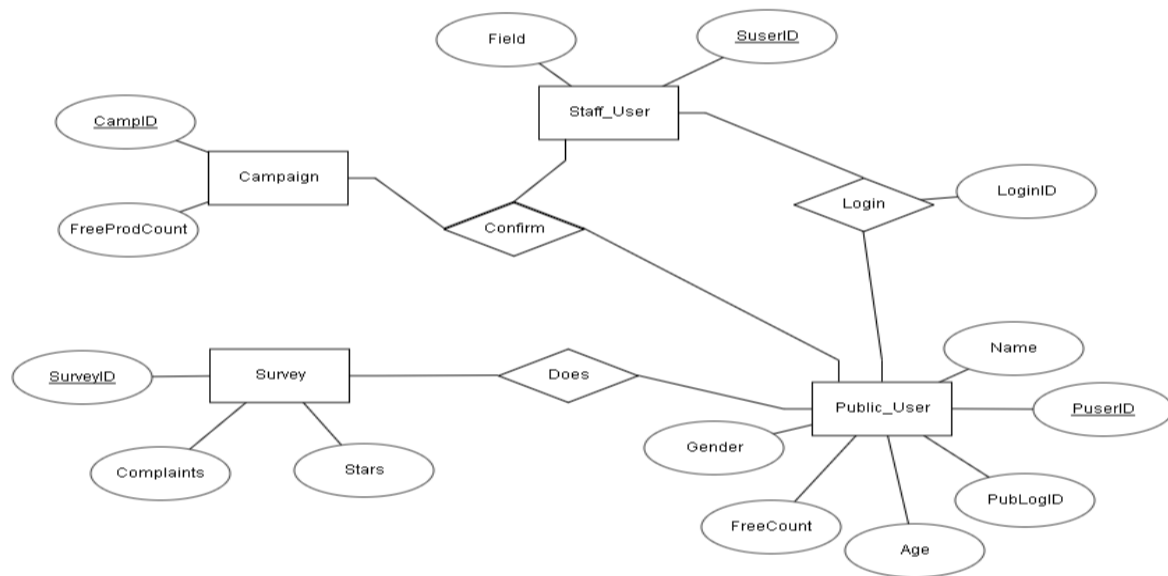 Field
SuserID
Staff_User
CampID
Campaign
LoginID
Login
FreeProdCount
Confirm
Name
Survey
Does
SurveyID
Public_User
PuserID
Gender
Complaints
Stars
PubLogID
FreeCount
Age